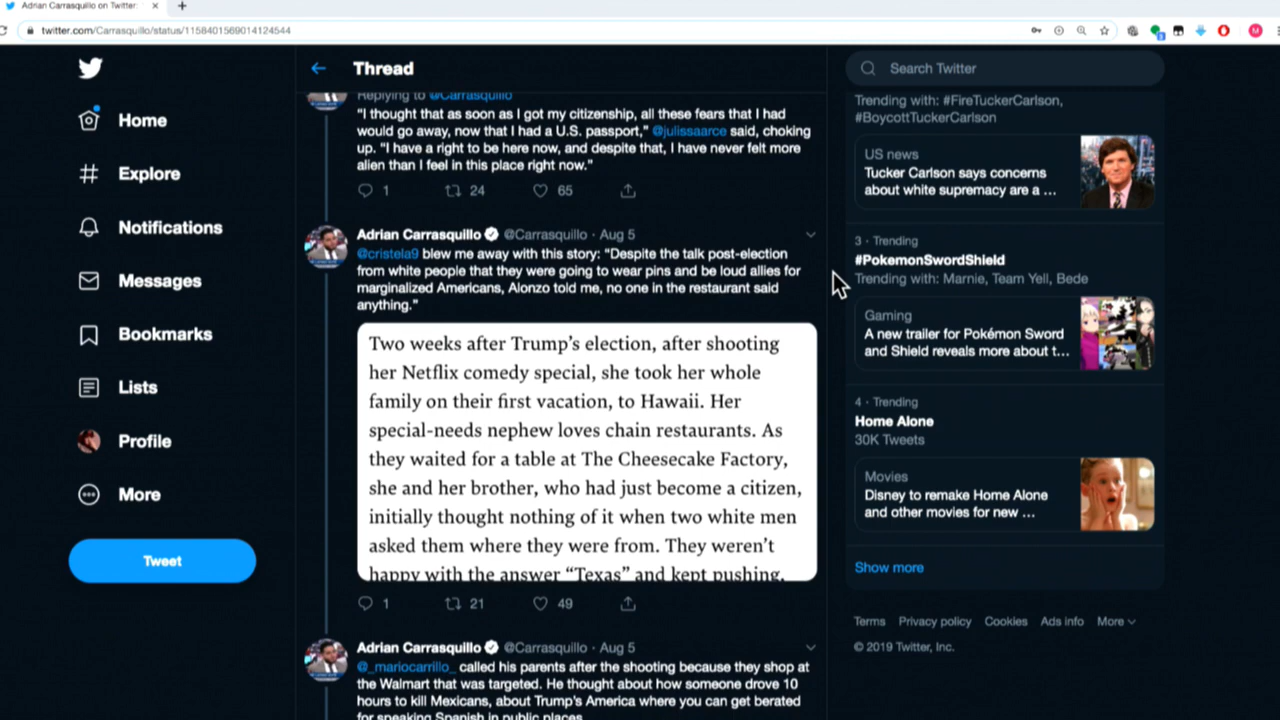 Adrian Carrasquillo on Twitter:
twitter.com/Carrasquillo/status/1158401569014124544
Home
Explore
Notifications
Messages
Bookmarks
Lists
Profile
More
Tweet
Thread
Replying to @Carrasquillo
"I thought that as soon as I got my citizenship, all these fears that I had
would go away, now that I had a U.S. passport," @julissaarce said, choking
up. "I have a right to be here now, and despite that, I have never felt more
alien than I feel in this place right now."
1 24 65
Adrian Carrasquillo @Carrasquillo · Aug 5
@cristela9 blew me away with this story: "Despite the talk post-election
from white people that they were going to wear pins and be loud allies for
marginalized Americans, Alonzo told me, no one in the restaurant said
anything."
Two weeks after Trump's election, after shooting
her Netflix comedy special, she took her whole
family on their first vacation, to Hawaii. Her
special-needs nephew loves chain restaurants. As
they waited for a table at The Cheesecake Factory,
she and her brother, who had just become a citizen,
initially thought nothing of it when two white men
asked them where they were from. They weren't
happy with the answer "Texas" and kept pushing.
1 21 49
Adrian Carrasquillo @Carrasquillo · Aug 5
@_mariocarrillo_ called his parents after the shooting because they shop at
the Walmart that was targeted. He thought about how someone drove 10
hours to kill Mexicans, about Trump's America where you can get berated
for speaking Spanish in public places.
Search Twitter
Trending with: #FireTuckerCarlson,
#BoycottTuckerCarlson
US news
Tucker Carlson says concerns
about white supremacy are a ...
3 · Trending
#PokemonSwordShield
Trending with: Marnie, Team Yell, Bede
Gaming
A new trailer for Pokémon Sword
and Shield reveals more about t...
4 · Trending
Home Alone
30K Tweets
Movies
Disney to remake Home Alone
and other movies for new ...
Show more
Terms Privacy policy Cookies Ads info More
© 2019 Twitter, Inc.